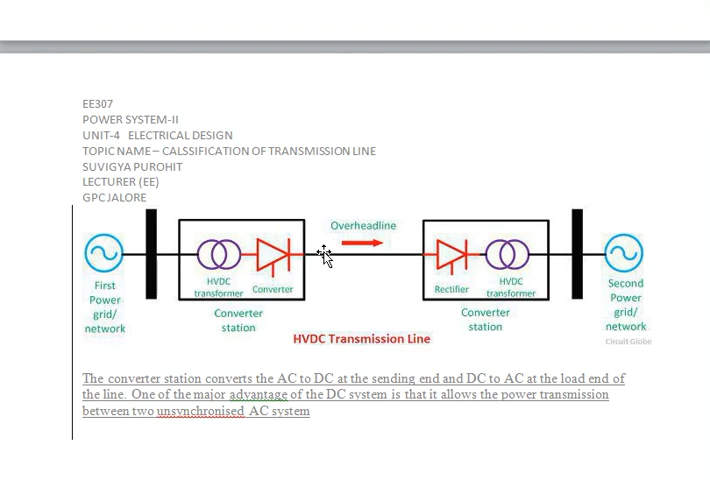 EE307
POWER SYSTEM-II
UNIT-4 ELECTRICAL DESIGN
TOPIC NAME – CALSSIFICATION OF TRANSMISSION LINE
SUVIGYA PUROHIT
LECTURER (EE)
GPC JALORE
Overheadline
First
Power
grid/
network
HVDC
transformer
Converter
Converter
station
Rectifier
HVDC
transformer
Converter
station
Second
Power
grid/
network
HVDC Transmission Line
Circuit Globe
The converter station converts the AC to DC at the sending end and DC to AC at the load end of
the line. One of the major advantage of the DC system is that it allows the power transmission
between two unsynchronised AC system